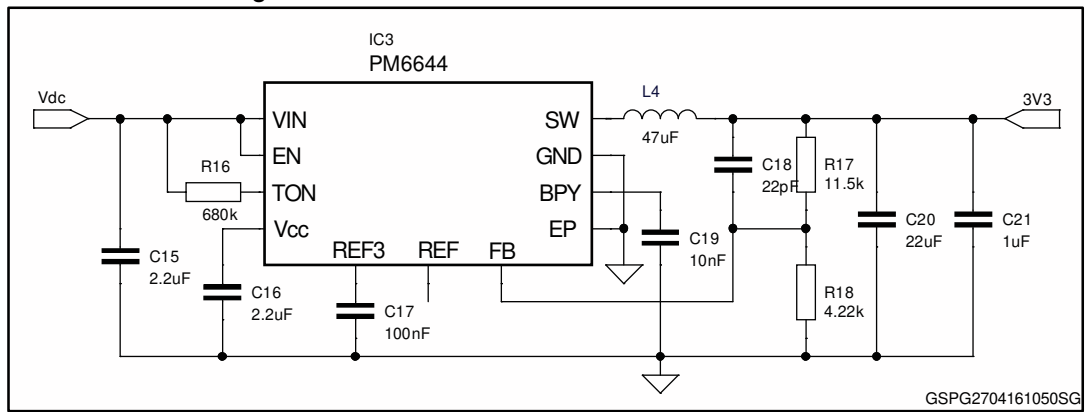 IC3
PM6644
Vdc
L4
3V3
VIN
SW
47uF
EN
GND
C18
22pF
R17
11.5k
R16
680k
TON
BPY
Vcc
EP
C19
10nF
C20
22uF
C21
1uF
REF3
REF
FB
C15
2.2uF
C16
2.2uF
C17
100nF
R18
4.22k
GSPG2704161050SG